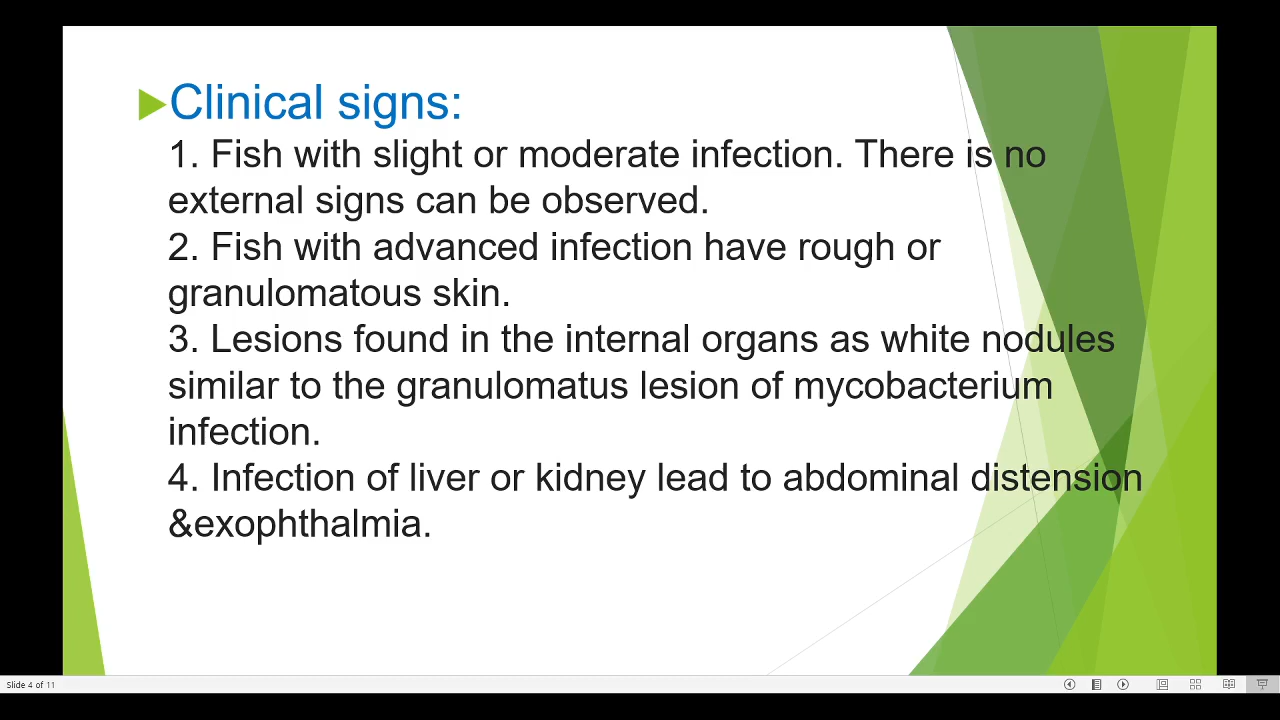 Clinical signs:
1. Fish with slight or moderate infection. There is no
external signs can be observed.
2. Fish with advanced infection have rough or
granulomatous skin.
3. Lesions found in the internal organs as white nodules
similar to the granulomatus lesion of mycobacterium
infection.
4. Infection of liver or kidney lead to abdominal distension
&exophthalmia.
Slide 4 of 11